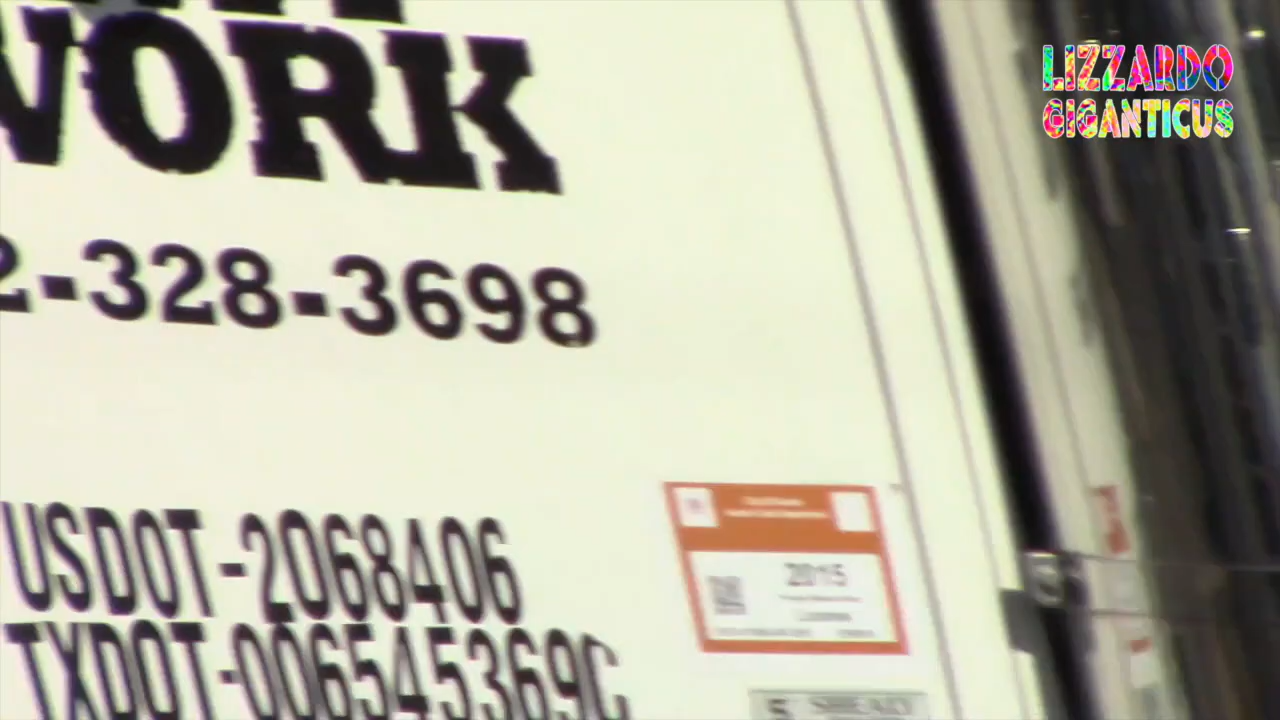 WORK
2-328-3698
USDOT-2068406
TXDOT-006545369C
2015
LIZZARDO
GIGANTICUS